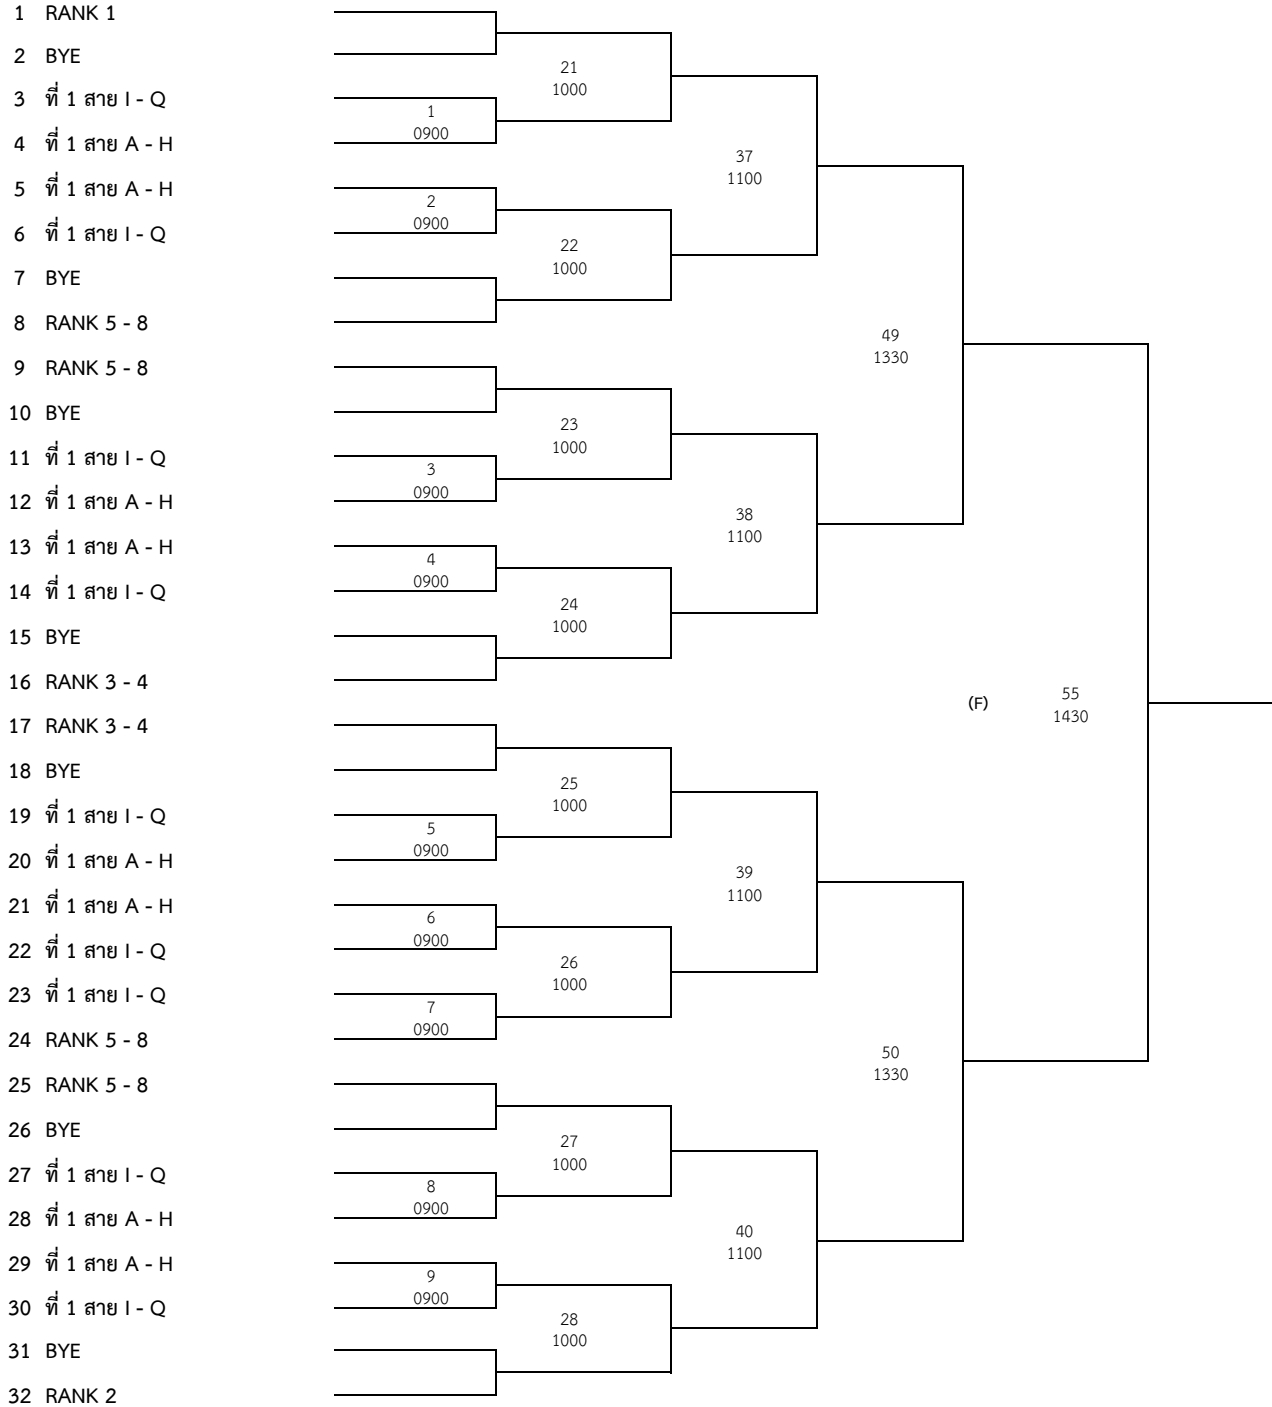 1 RANK 1
2 BYE
21
1000
3 ที่ 1 สาย I - Q
1
0900
4 ที่ 1 สาย A - H
37
1100
5 ที่ 1 สาย A - H
2
0900
6 ที่ 1 สาย I - Q
22
1000
7 BYE
8 RANK 5 - 8
49
1330
9 RANK 5 - 8
10 BYE
23
1000
11 ที่ 1 สาย I - Q
3
0900
12 ที่ 1 สาย A - H
38
1100
13 ที่ 1 สาย A - H
4
0900
14 ที่ 1 สาย I - Q
24
1000
15 BYE
16 RANK 3 - 4
(F)
55
1430
17 RANK 3 - 4
18 BYE
25
1000
19 ที่ 1 สาย I - Q
5
0900
20 ที่ 1 สาย A - H
39
1100
21 ที่ 1 สาย A - H
6
0900
22 ที่ 1 สาย I - Q
26
1000
23 ที่ 1 สาย I - Q
7
0900
24 RANK 5 - 8
50
1330
25 RANK 5 - 8
26 BYE
27
1000
27 ที่ 1 สาย I - Q
8
0900
28 ที่ 1 สาย A - H
40
1100
29 ที่ 1 สาย A - H
9
0900
30 ที่ 1 สาย I - Q
28
1000
31 BYE
32 RANK 2